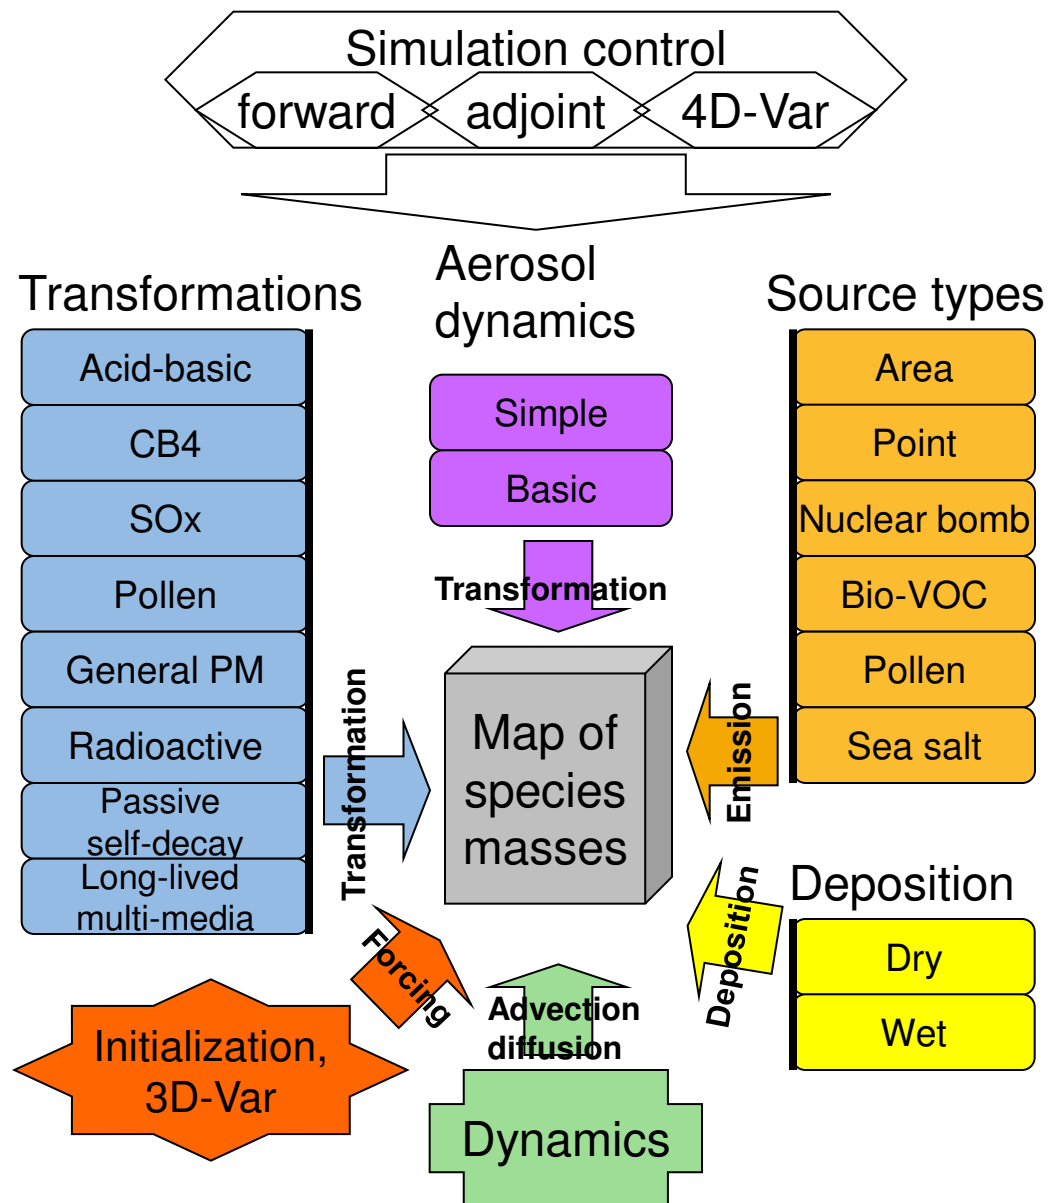 Simulation control
forward
adjoint
4D-Var
Aerosol
dynamics
Simple
Basic
Transformation
Transformations
Acid-basic
CB4
SOx
Pollen
General PM
Radioactive
Passive
self-decay
Long-lived
multi-media
Transformation
Map of
species
masses
Source types
Area
Point
Nuclear bomb
Bio-VOC
Pollen
Sea salt
Emission
Deposition
Dry
Wet
Deposition
Forcing
Initialization,
3D-Var
Advection
diffusion
Dynamics